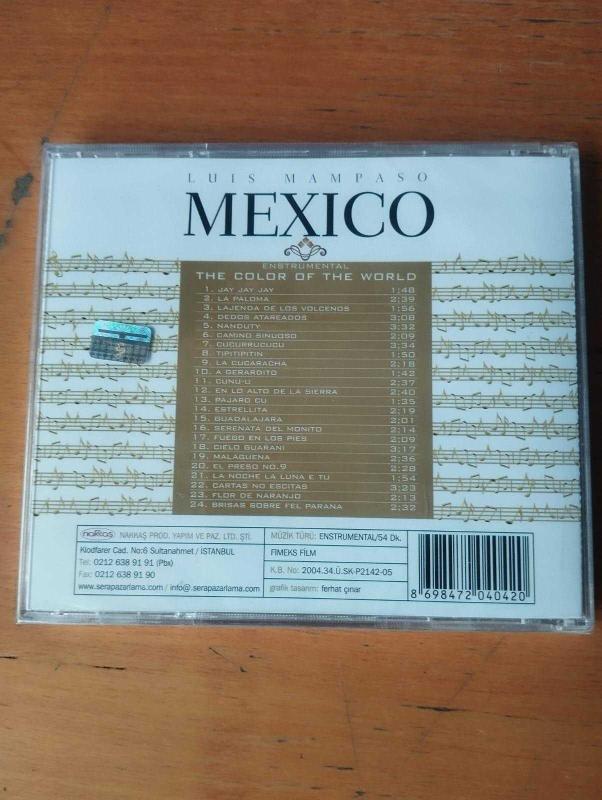 LUIS MAMPASO
MEXICO
ENSTRUMENTAL
THE COLOR OF THE WORLD
1. JAY JAY JAY 1:48
2. LA PALOMA 2:39
3. LAJENDA DE LOS VOLCENOS 1:56
4. DEDOS ATAREADOS 3:08
5. NANDUTY 3:32
6. CAMINO SINUOSO 2:09
7. CUCURRUCUCU 3:34
8. TIPITIPITIN 1:50
9. LA CUCARACHA 2:18
10. A GERARDITO 1:42
11. CUNU-U 2:37
12. EN LO ALTO DE LA SIERRA 2:40
13. PAJARO CU 1:35
14. ESTRELLITA 2:19
15. GUADALAJARA 2:01
16. SERENATA DEL MONITO 2:14
17. FUEGO EN LOS PIES 2:09
18. CIELO GUARANI 3:17
19. MALAGUENA 2:36
20. EL PRESO NO.9 2:28
21. LA NOCHE LA LUNA E TU 1:54
22. CARTAS NO ESCITAS 3:23
23. FLOR DE NARANJO 2:13
24. BRISAS SOBRE FEL PARANA 2:32
nakkaş NAKKAŞ PROD. YAPIM VE PAZ. LTD. ŞTİ.
Klodfarer Cad. No:6 Sultanahmet / İSTANBUL
Tel: 0212 638 91 91 (Pbx)
Fax: 0212 638 91 90
www.serapazarlama.com / info@.serapazarlama.com
MÜZİK TÜRÜ: ENSTRUMENTAL/54 Dk.
FİMEKS FİLM
K.B. No: 2004.34.Ü.SK-P2142-05
grafik tasarım: ferhat çınar
8 698472 040420